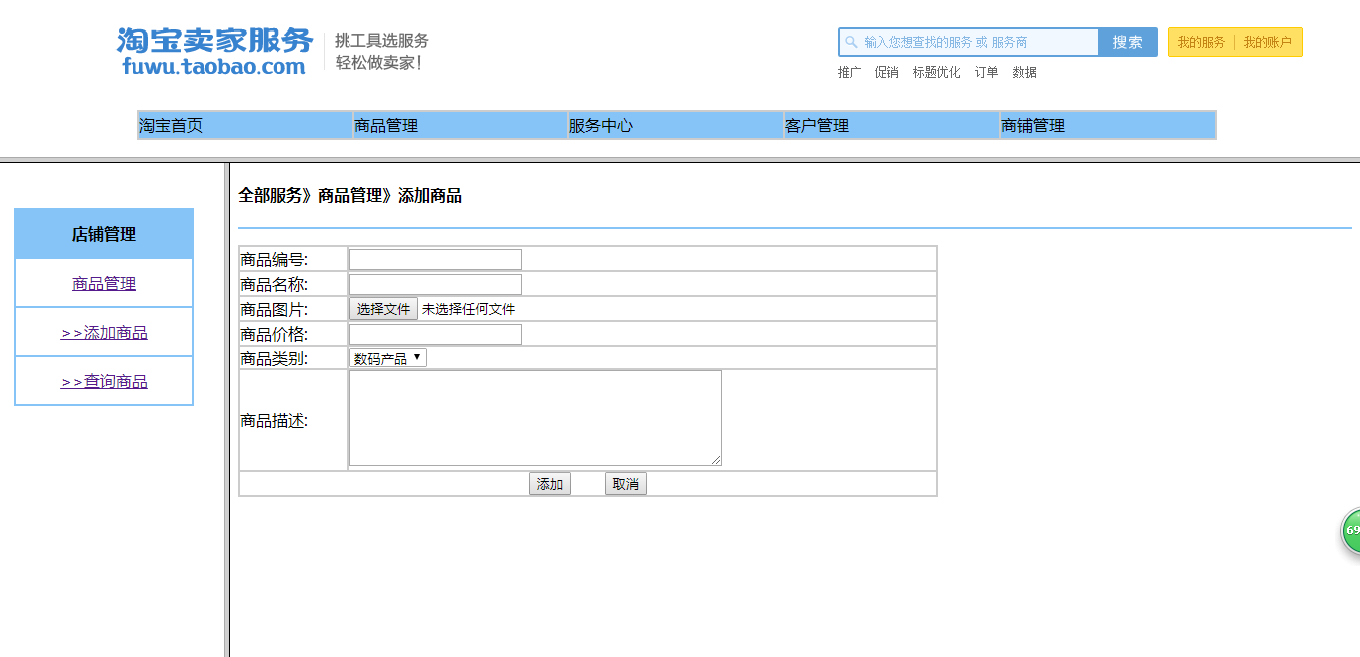 淘宝卖家服务
fuwu.taobao.com
挑工具选服务
轻松做卖家!
输入您想查找的服务 或 服务商
搜索
我的服务 | 我的账户
推广 促销 标题优化 订单 数据
淘宝首页 商品管理 服务中心 客户管理 商铺管理
店铺管理
商品管理
>>添加商品
>>查询商品
全部服务》商品管理》添加商品
商品编号:
商品名称:
商品图片: 选择文件 未选择任何文件
商品价格:
商品类别: 数码产品
商品描述:
添加 取消
69